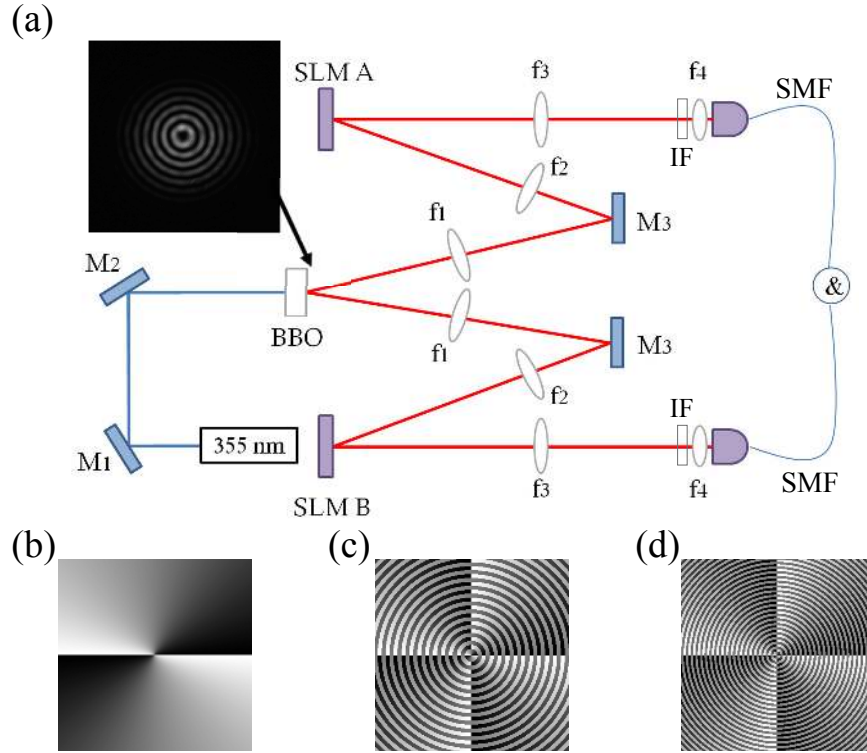 (a)
SLM A
f3
f4
SMF
IF
f2
M3
f1
M2
BBO
&
f1
M3
f2
IF
M1
355 nm
f3
f4
SMF
SLM B
(b)
(c)
(d)